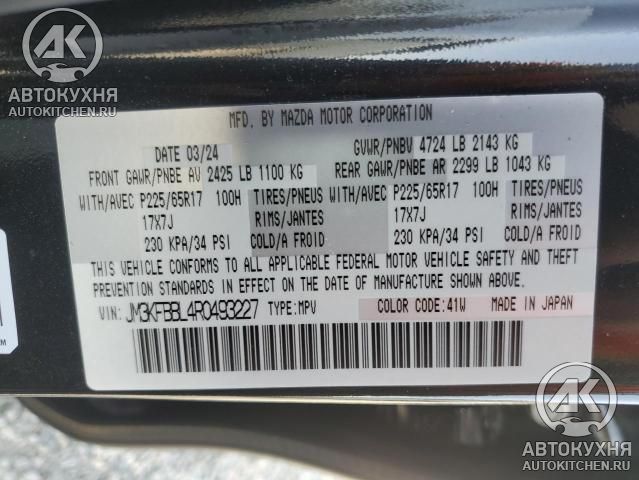 АК
АВТОКУХНЯ
AUTOKITCHEN.RU
MFD. BY MAZDA MOTOR CORPORATION
DATE 03/24 GVWR/PNBV 4724 LB 2143 KG
FRONT GAWR/PNBE AV 2425 LB 1100 KG REAR GAWR/PNBE AR 2299 LB 1043 KG
WITH/AVEC P225/65R17 100H TIRES/PNEUS WITH/AVEC P225/65R17 100H TIRES/PNEUS
17X7J RIMS/JANTES 17X7J RIMS/JANTES
230 KPA/34 PSI COLD/A FROID 230 KPA/34 PSI COLD/A FROID
THIS VEHICLE CONFORMS TO ALL APPLICABLE FEDERAL MOTOR VEHICLE SAFETY AND THEFT
PREVENTION STANDARDS IN EFFECT ON THE DATE OF MANUFACTURE SHOWN ABOVE.
VIN: JM3KFBBL4R0493227 TYPE: MPV COLOR CODE: 41W MADE IN JAPAN
АК
АВТОКУХНЯ
AUTOKITCHEN.RU